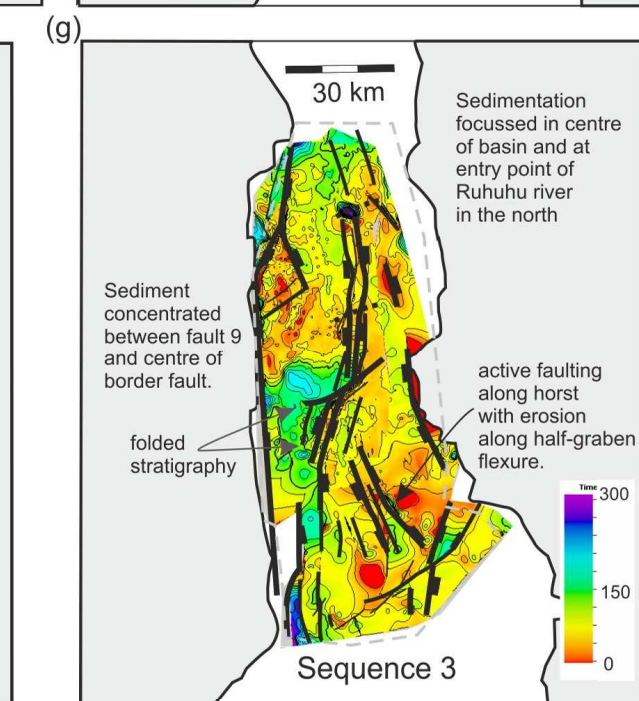 (g)
30 km
Sedimentation
focussed in centre
of basin and at
entry point of
Ruhuhu river
in the north
Sediment
concentrated
between fault 9
and centre of
border fault.
active faulting
along horst
with erosion
along half-graben
flexure.
folded
stratigraphy
Time
300
150
0
Sequence 3